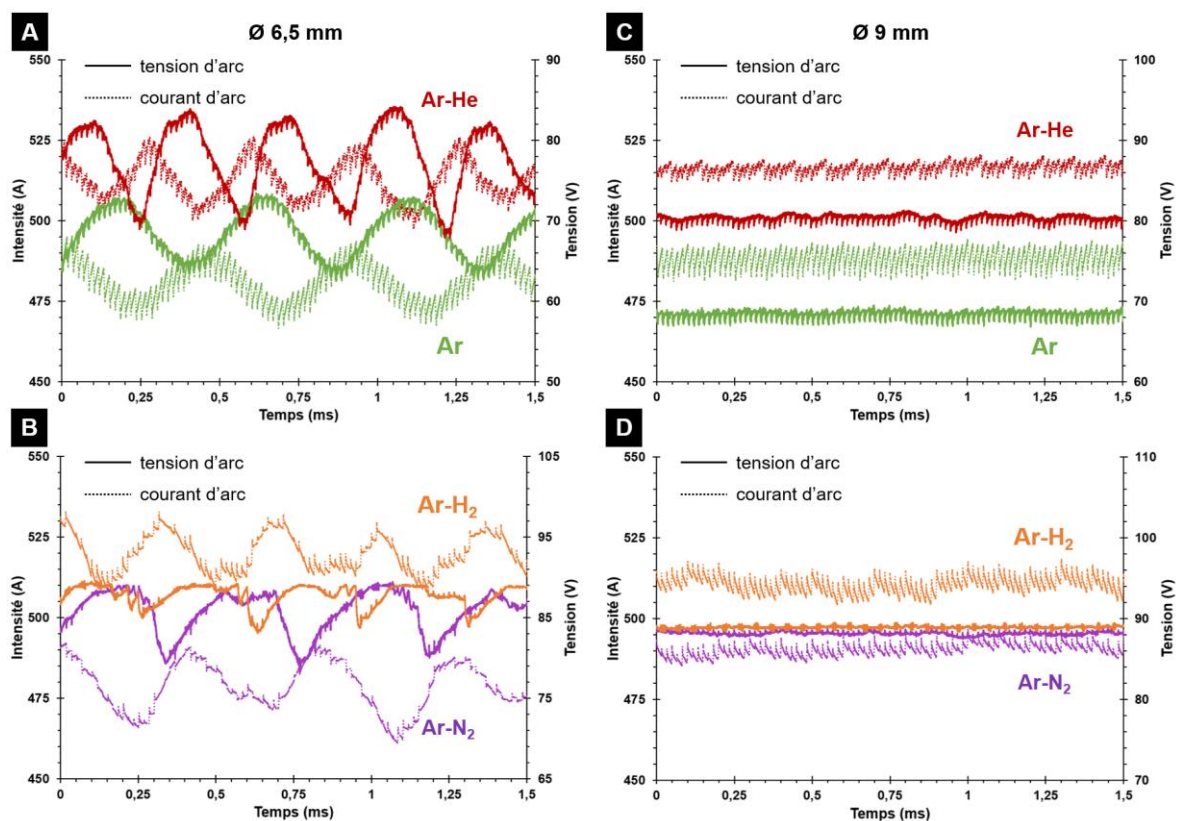 A
Ø 6,5 mm
550
525
500
475
450
Intensité (A)
tension d'arc
courant d'arc
Ar-He
Ar
90
80
70
60
50
Tension (V)
0
0,25
0,5
0,75
1
1,25
1,5
Temps (ms)
C
Ø 9 mm
550
525
500
475
450
Intensité (A)
tension d'arc
courant d'arc
Ar-He
Ar
100
90
80
70
60
Tension (V)
0
0,25
0,5
0,75
1
1,25
1,5
Temps (ms)
B
550
525
500
475
450
Intensité (A)
tension d'arc
courant d'arc
Ar-H₂
Ar-N₂
105
95
85
75
65
Tension (V)
0
0,25
0,5
0,75
1
1,25
1,5
Temps (ms)
D
550
525
500
475
450
Intensité (A)
tension d'arc
courant d'arc
Ar-H₂
Ar-N₂
110
100
90
80
70
Tension (V)
0
0,25
0,5
0,75
1
1,25
1,5
Temps (ms)